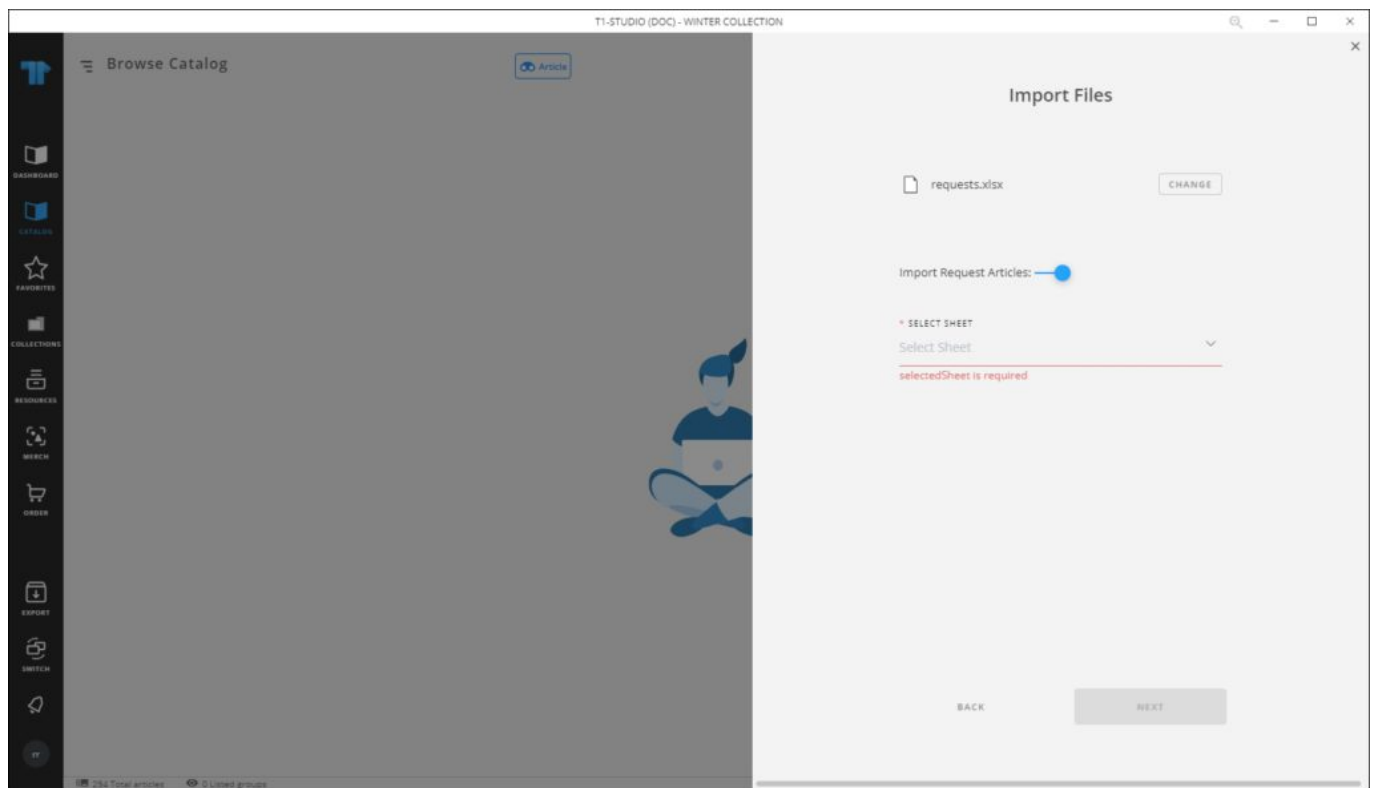 T1-STUDIO (DOC) - WINTER COLLECTION
Browse Catalog
Article
Import Files
DASHBOARD
requests.xlsx
CHANGE
CATALOG
FAVORITES
Import Request Articles:
COLLECTIONS
* SELECT SHEET
Select Sheet
selectedSheet is required
RESOURCES
MERCH
ORDER
EXPORT
SWITCH
BACK
NEXT
294 Total articles
0 Listed groups